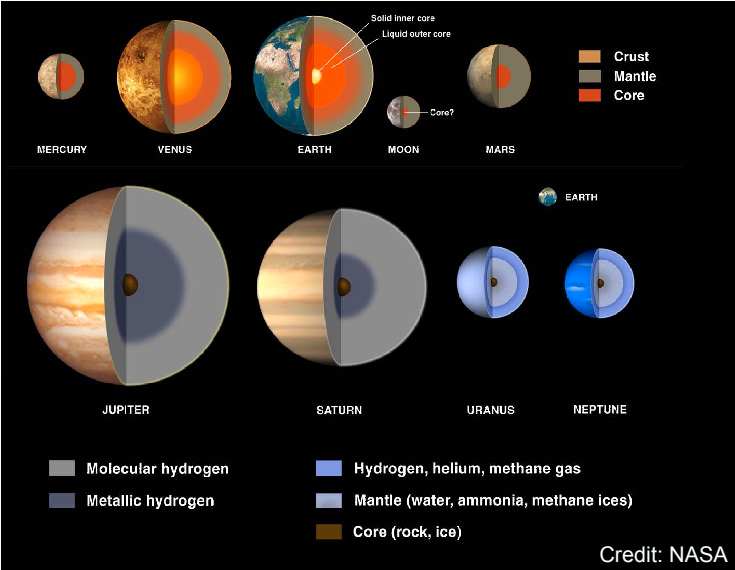 Solid inner core
Liquid outer core
Crust
Mantle
Core
Core?
MERCURY
VENUS
EARTH
MOON
MARS
EARTH
JUPITER
SATURN
URANUS
NEPTUNE
Molecular hydrogen
Metallic hydrogen
Hydrogen, helium, methane gas
Mantle (water, ammonia, methane ices)
Core (rock, ice)
Credit: NASA